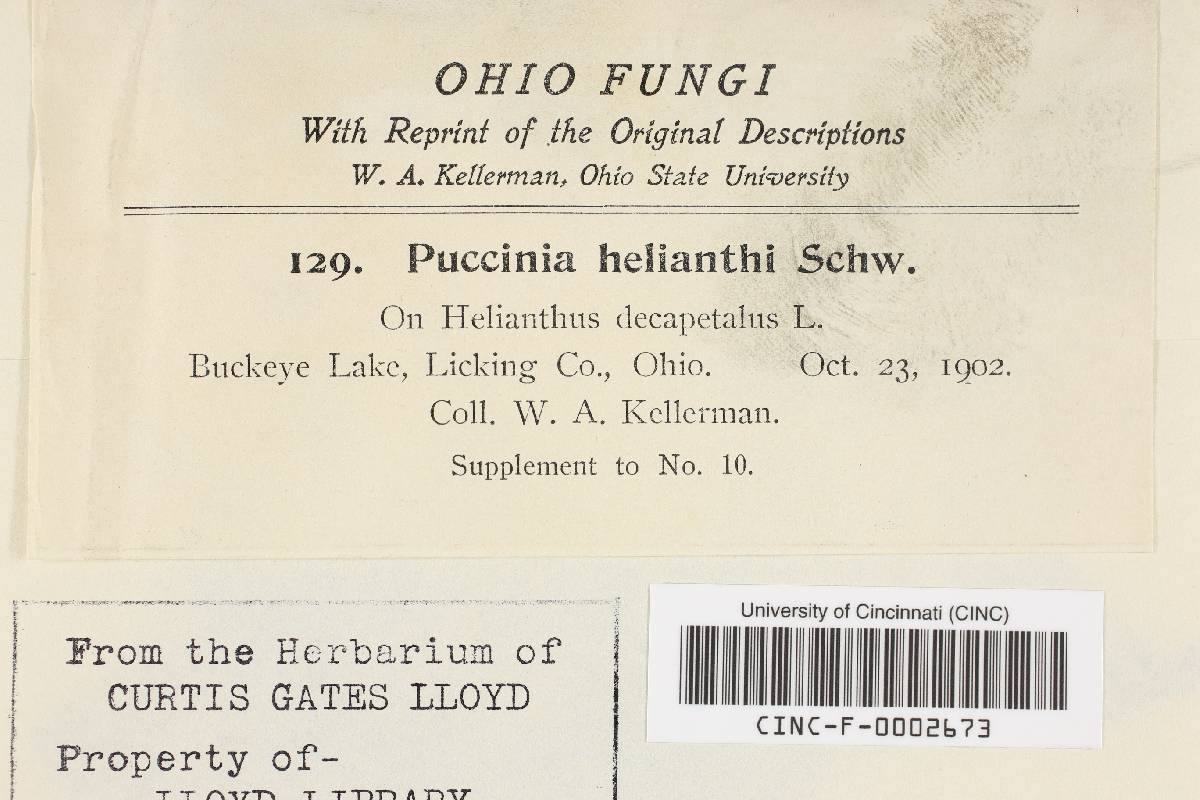 OHIO FUNGI
With Reprint of the Original Descriptions
W. A. Kellerman, Ohio State University
129. Puccinia helianthi Schw.
On Helianthus decapetalus L.
Buckeye Lake, Licking Co., Ohio. Oct. 23, 1902.
Coll. W. A. Kellerman.
Supplement to No. 10.
From the Herbarium of
CURTIS GATES LLOYD
Property of-
LLOYD LIBRARY
University of Cincinnati (CINC)
CINC-F-0002673